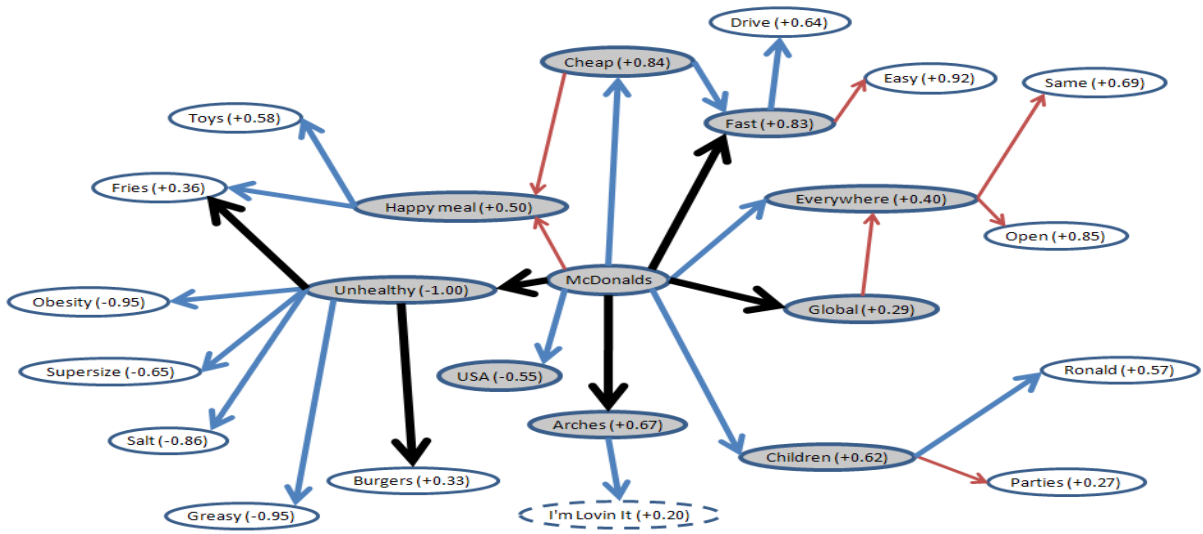 Drive (+0.64)
Cheap (+0.84)
Easy (+0.92)
Same (+0.69)
Toys (+0.58)
Fast (+0.83)
Fries (+0.36)
Happy meal (+0.50)
Everywhere (+0.40)
Open (+0.85)
McDonalds
Unhealthy (-1.00)
Obesity (-0.95)
Global (+0.29)
Supersize (-0.65)
USA (-0.55)
Ronald (+0.57)
Arches (+0.67)
Salt (-0.86)
Children (+0.62)
Burgers (+0.33)
Parties (+0.27)
Greasy (-0.95)
I'm Lovin It (+0.20)